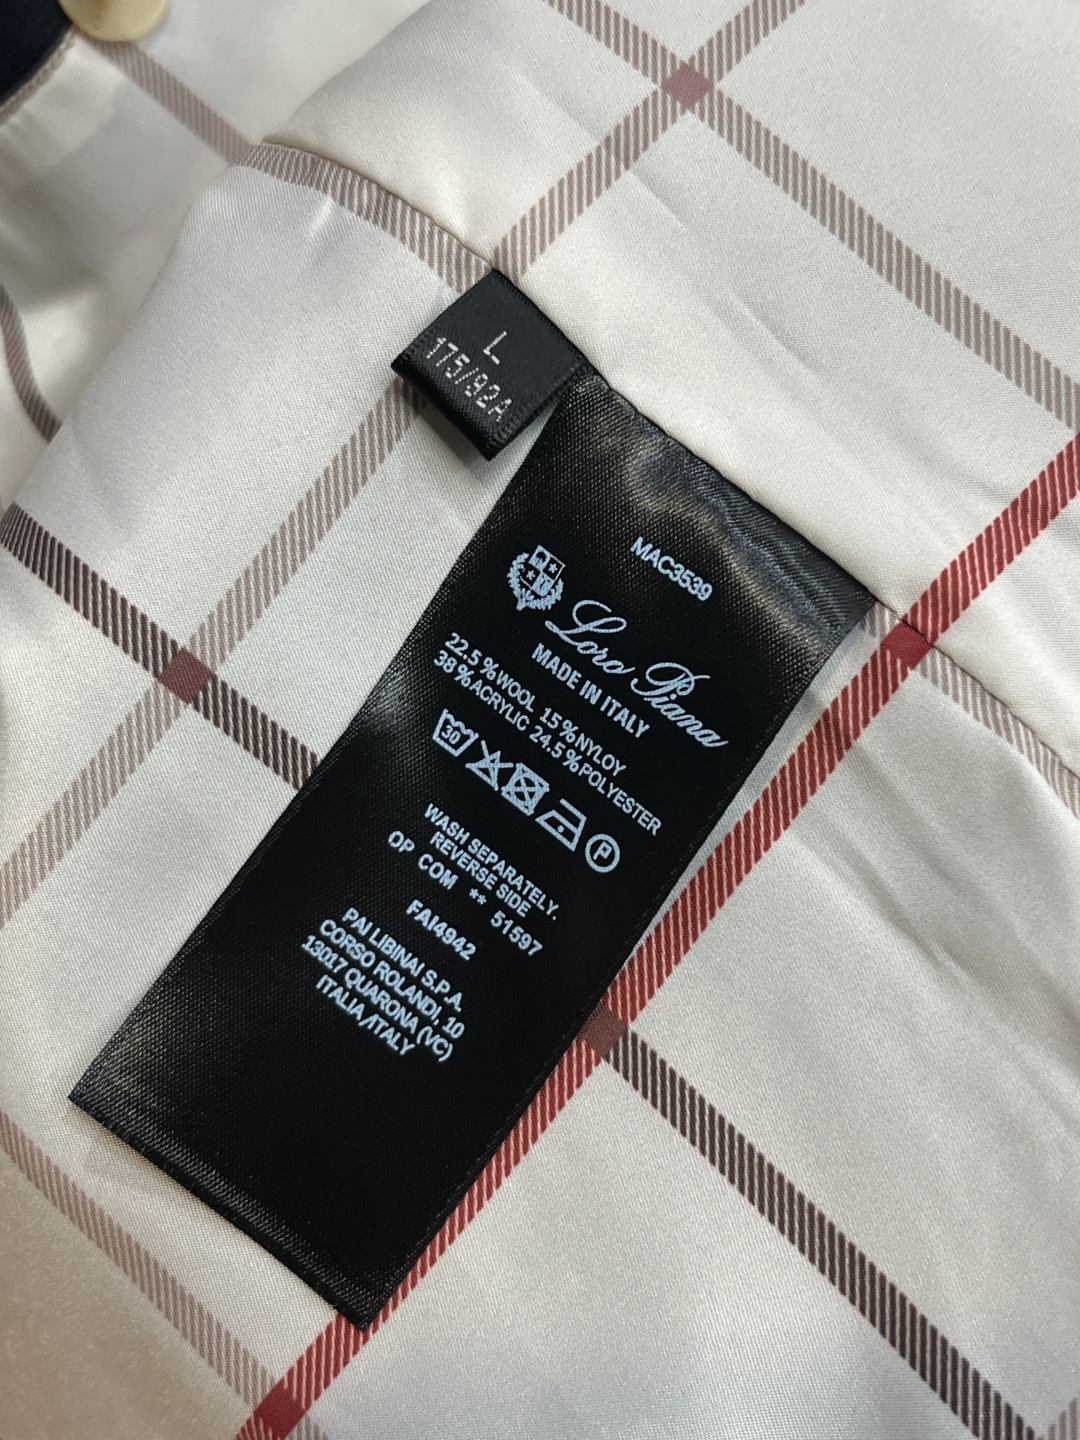 L
175/92A
MAC3539
Loro Piana
MADE IN ITALY
22.5%WOOL 15%NYLOY
38%ACRYLIC 24.5%POLYESTER
30
P
WASH SEPARATELY.
REVERSE SIDE
OP COM ** 51597
FAI4942
PAI LIBINAI S.P.A.
CORSO ROLANDI, 10
13017 QUARONA (VC)
ITALIA/ITALY